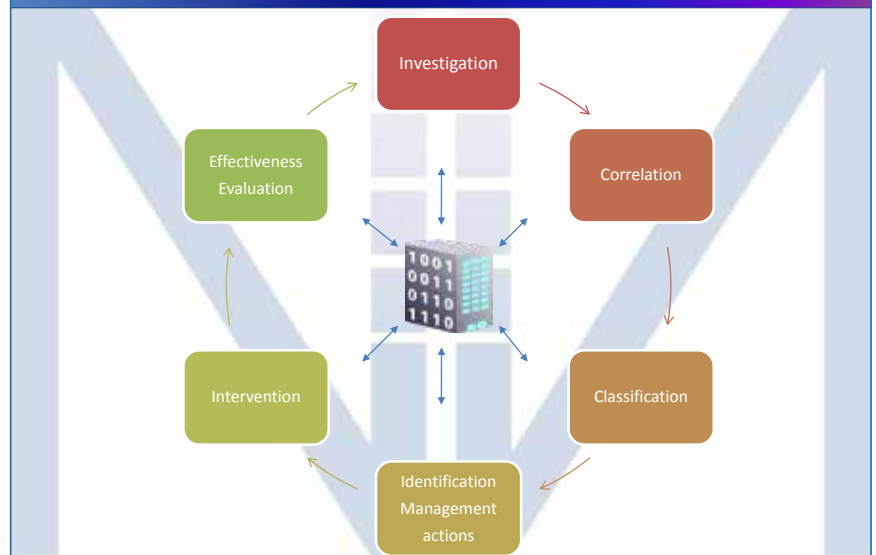 Investigation
Correlation
Classification
Identification
Management
actions
Intervention
Effectiveness
Evaluation
1001
0011
0110
1110